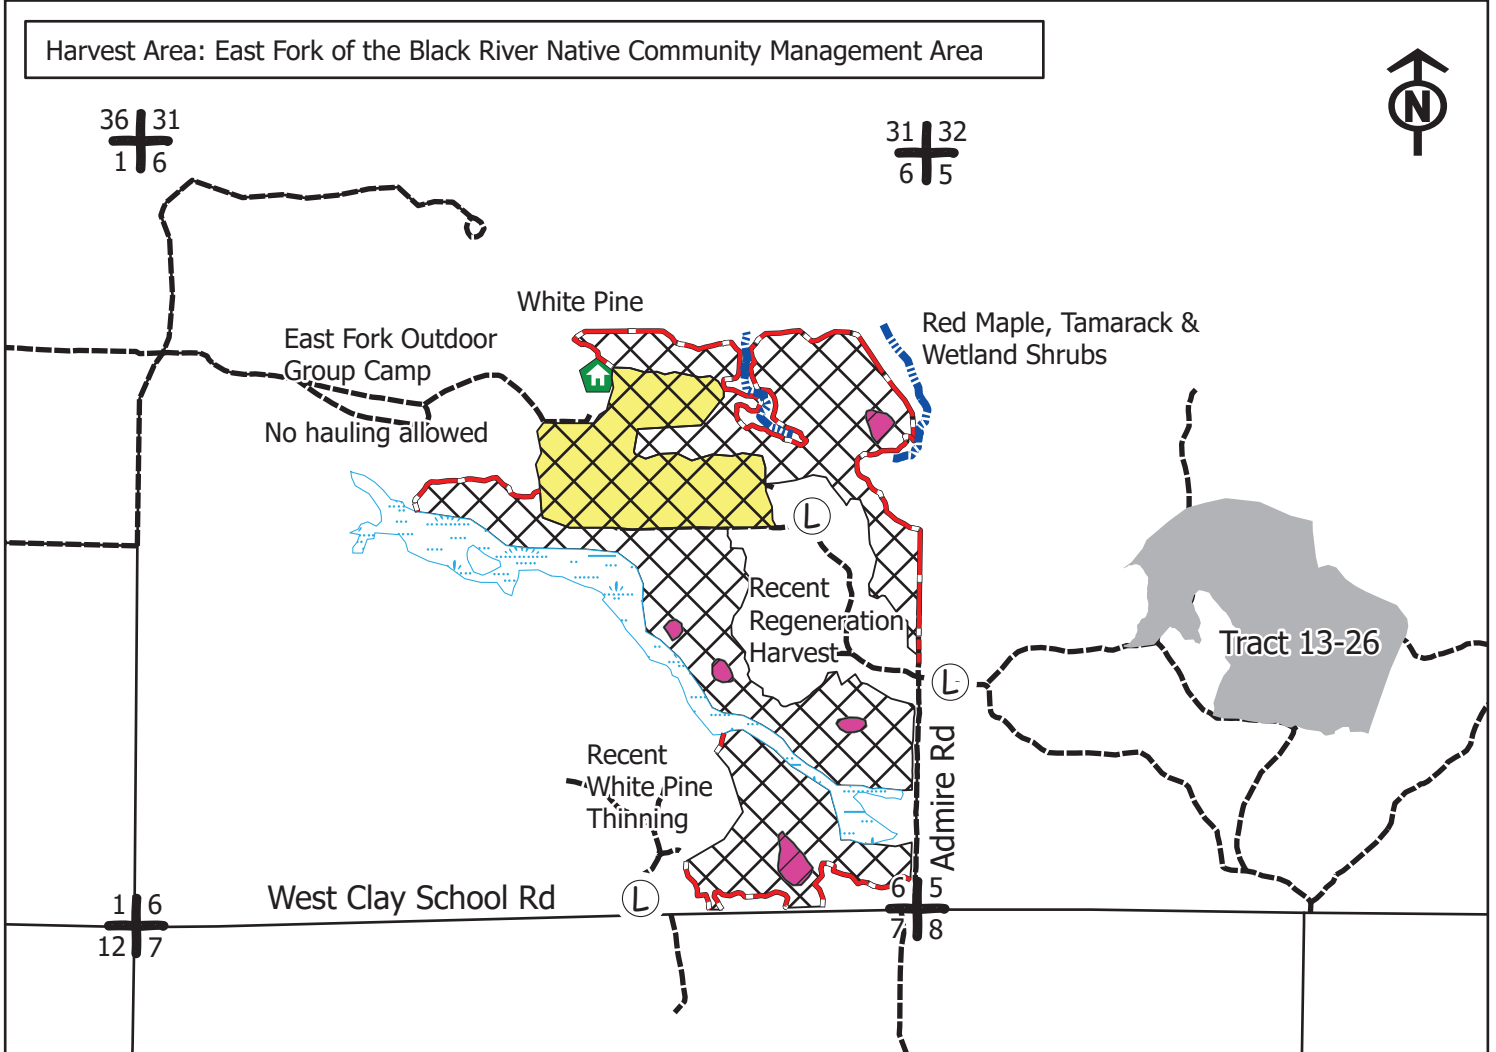 Harvest Area: East Fork of the Black River Native Community Management Area
N
36 31
1 6
31 32
6 5
White Pine
Red Maple, Tamarack &
Wetland Shrubs
East Fork Outdoor
Group Camp
No hauling allowed
L
Recent
Regeneration
Harvest
Tract 13-26
L
Admire Rd
Recent
White Pine
Thinning
L
West Clay School Rd
1 6
12 7
6 5
7 8